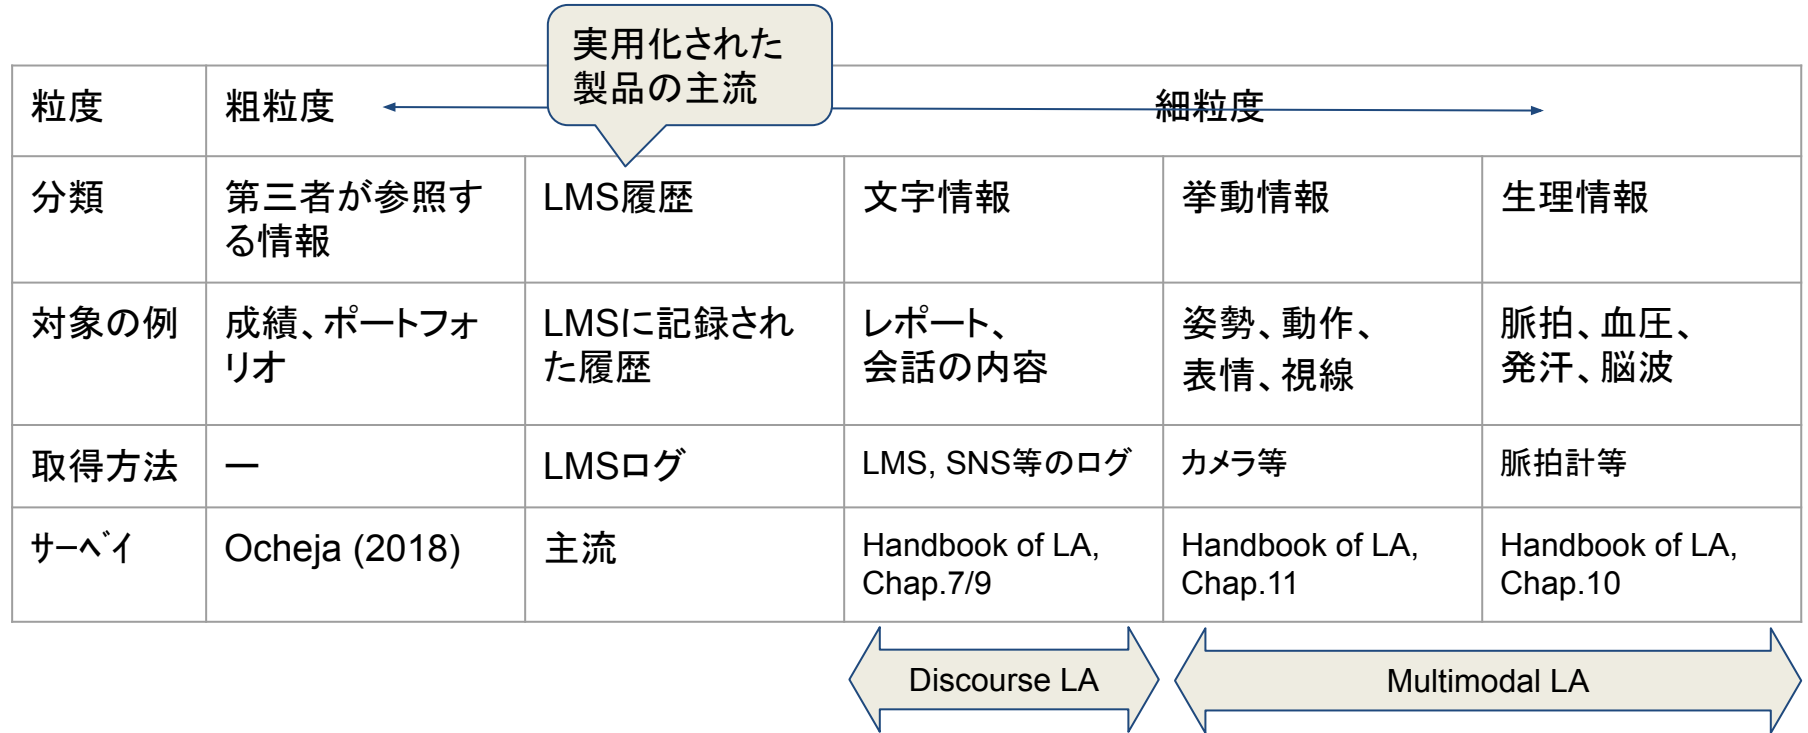 実用化された
製品の主流
粒度
粗粒度
細粒度
分類
第三者が参照す
る情報
LMS履歴
文字情報
挙動情報
生理情報
対象の例
成績、ポートフォ
リオ
LMSに記録され
た履歴
レポート、
会話の内容
姿勢、動作、
表情、視線
脈拍、血圧、
発汗、脳波
取得方法
―
LMSログ
LMS, SNS等のログ
カメラ等
脈拍計等
ｻｰﾍﾞｲ
Ocheja (2018)
主流
Handbook of LA,
Chap.7/9
Handbook of LA,
Chap.11
Handbook of LA,
Chap.10
Discourse LA
Multimodal LA